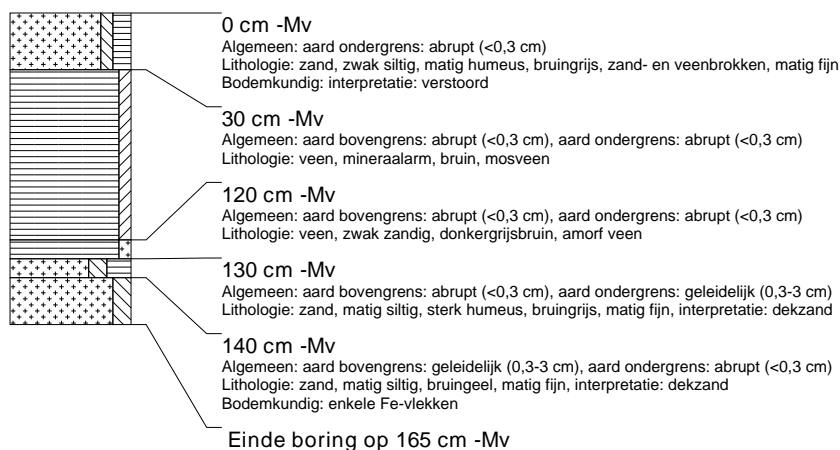 0 cm -Mv
Algemeen: aard ondergrens: abrupt (<0,3 cm)
Lithologie: zand, zwak siltig, matig humeus, bruingrijs, zand- en veenbrokken, matig fijn
Bodemkundig: interpretatie: verstoord
30 cm -Mv
Algemeen: aard bovengrens: abrupt (<0,3 cm), aard ondergrens: abrupt (<0,3 cm)
Lithologie: veen, mineraalarm, bruin, mosveen
120 cm -Mv
Algemeen: aard bovengrens: abrupt (<0,3 cm), aard ondergrens: abrupt (<0,3 cm)
Lithologie: veen, zwak zandig, donkergrijsbruin, amorf veen
130 cm -Mv
Algemeen: aard bovengrens: abrupt (<0,3 cm), aard ondergrens: geleidelijk (0,3-3 cm)
Lithologie: zand, matig siltig, sterk humeus, bruingrijs, matig fijn, interpretatie: dekzand
140 cm -Mv
Algemeen: aard bovengrens: geleidelijk (0,3-3 cm), aard ondergrens: abrupt (<0,3 cm)
Lithologie: zand, matig siltig, bruingeel, matig fijn, interpretatie: dekzand
Bodemkundig: enkele Fe-vlekken
Einde boring op 165 cm -Mv